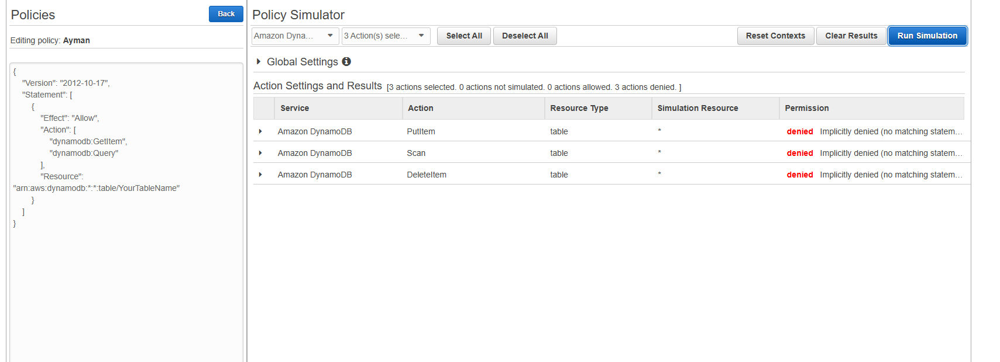 Policies
Back
Editing policy: Ayman
{
"Version": "2012-10-17",
"Statement": [
{
"Effect": "Allow",
"Action": [
"dynamodb:GetItem",
"dynamodb:Query"
],
"Resource":
"arn:aws:dynamodb:*:*:table/YourTableName"
}
]
}
Policy Simulator
Amazon Dyna... 3 Action(s) sele... Select All Deselect All Reset Contexts Clear Results Run Simulation
Global Settings
Action Settings and Results [3 actions selected. 0 actions not simulated. 0 actions allowed. 3 actions denied. ]
Service Action Resource Type Simulation Resource Permission
Amazon DynamoDB PutItem table * denied Implicitly denied (no matching statem...
Amazon DynamoDB Scan table * denied Implicitly denied (no matching statem...
Amazon DynamoDB DeleteItem table * denied Implicitly denied (no matching statem...